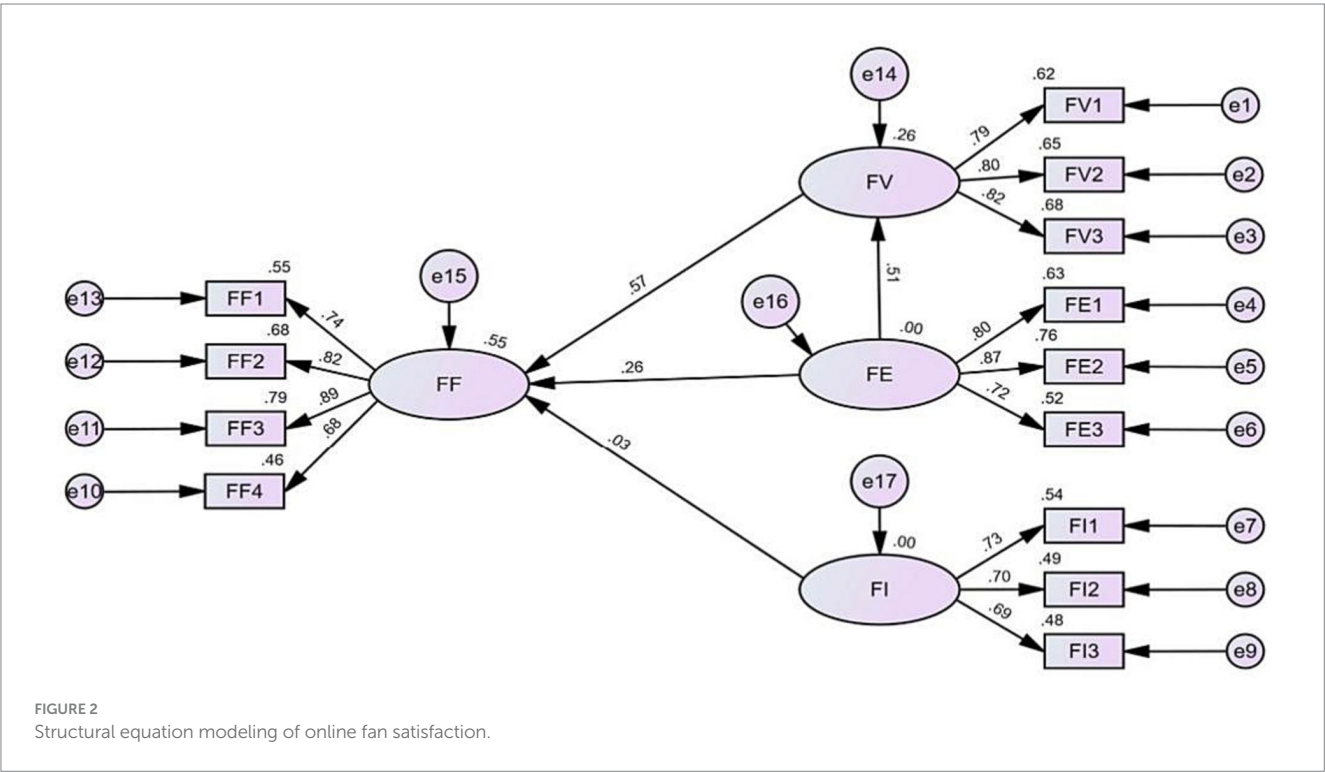 e14
.62
FV1
e1
.26
.79
.65
.80
FV2
e2
FV
.82
.68
FV3
e3
.55
e15
.57
.51
.63
e13
FF1
e16
FE1
e4
.74
.00
.80
.76
.68
.55
e12
FF2
.82
FF
.26
FE
.87
FE2
e5
.79
.89
.72
.52
e11
FF3
.68
FE3
e6
.46
.03
e10
FF4
e17
.54
.00
.73
FI1
e7
.49
FI
.70
FI2
e8
.69
.48
FI3
e9
FIGURE 2
Structural equation modeling of online fan satisfaction.